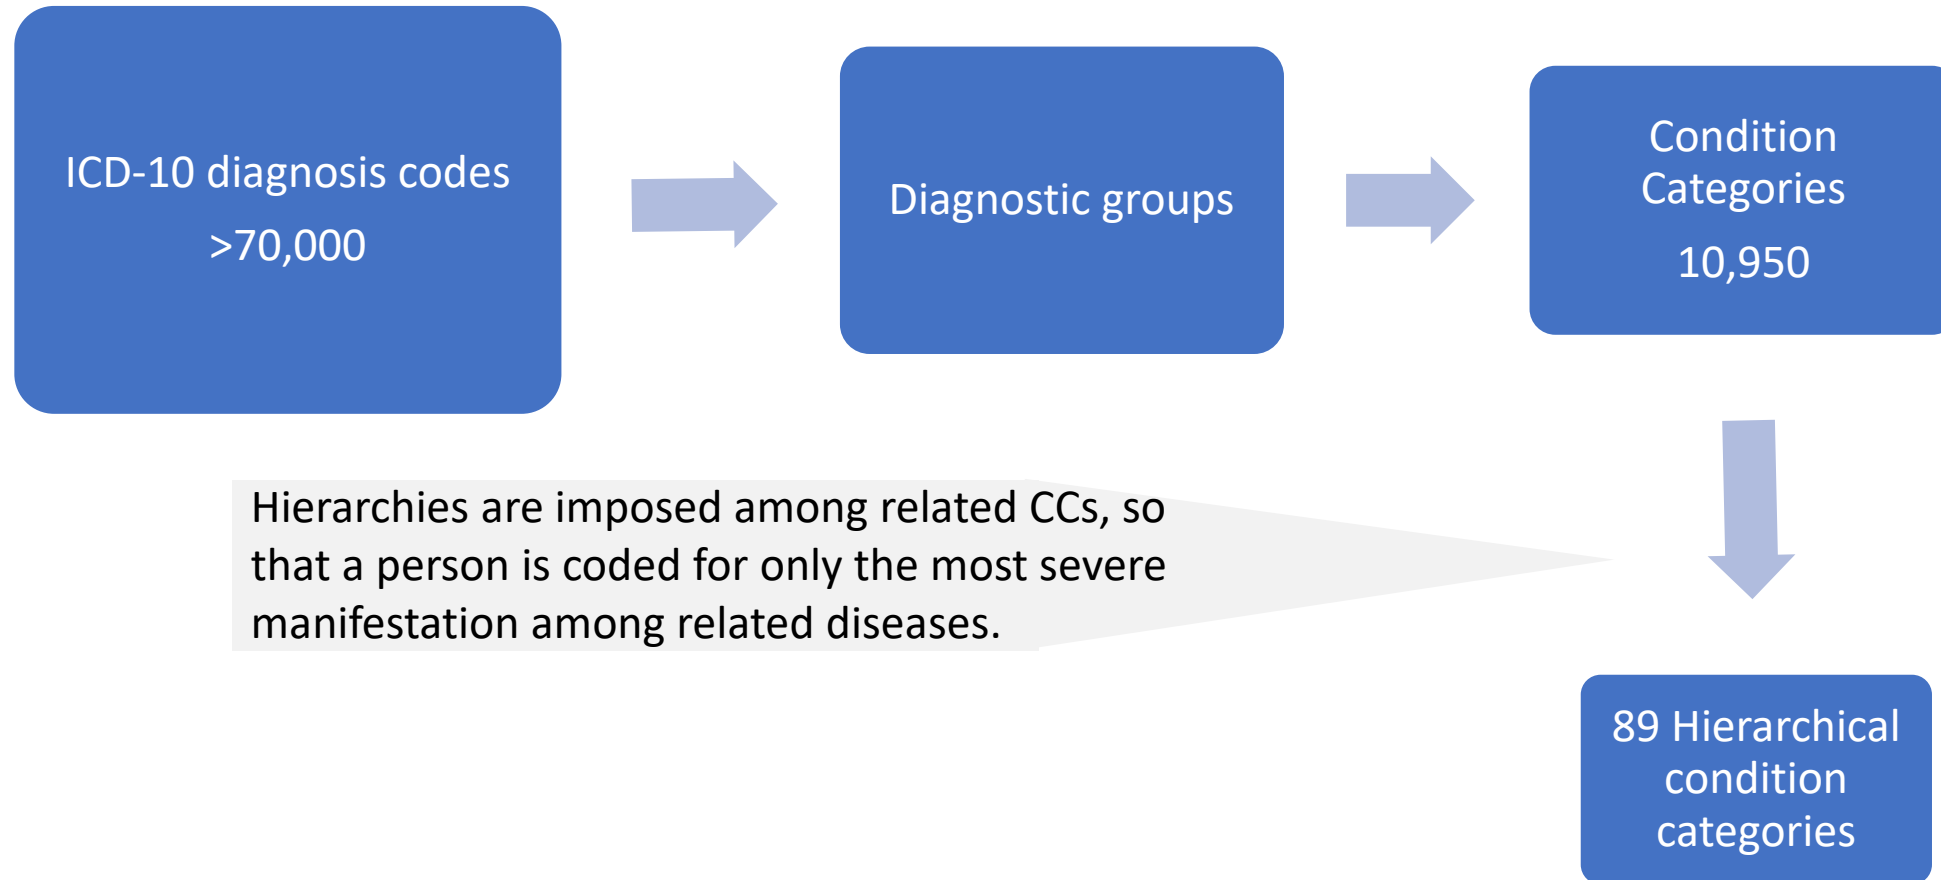 ICD-10 diagnosis codes
>70,000
Diagnostic groups
Condition
Categories
10,950
Hierarchies are imposed among related CCs, so
that a person is coded for only the most severe
manifestation among related diseases.
89 Hierarchical
condition
categories